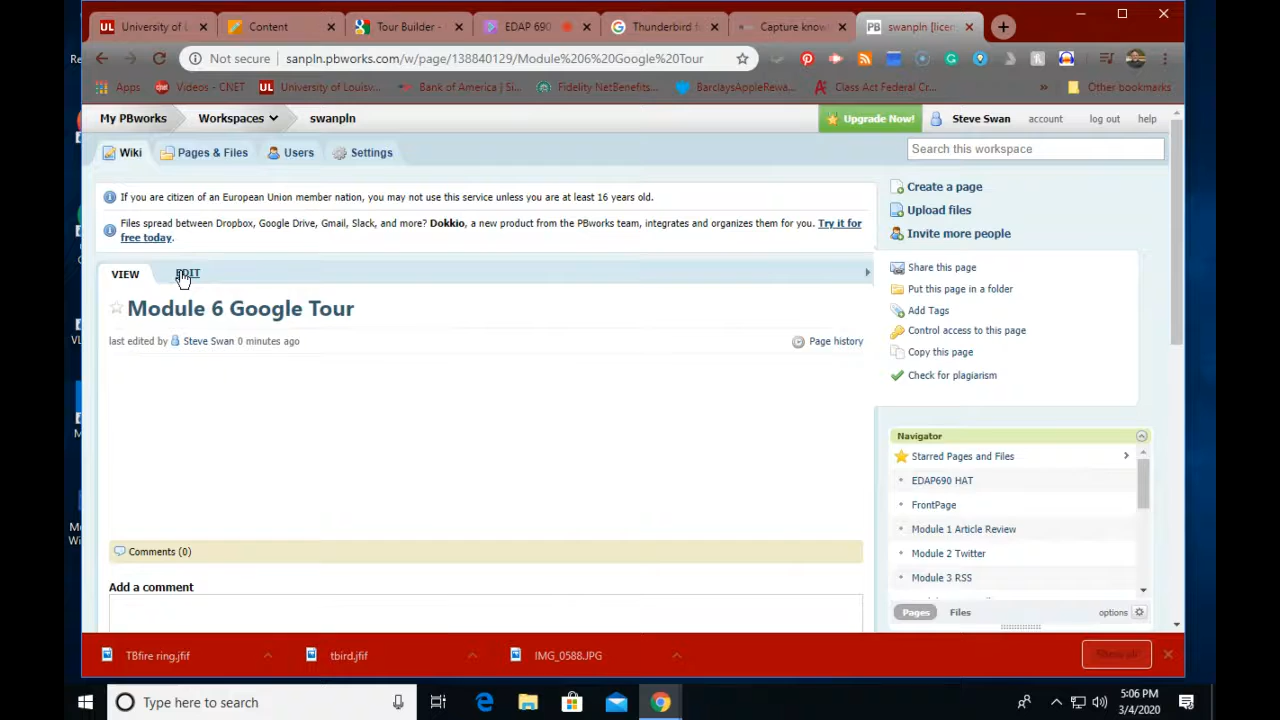 University of L
Content
Tour Builder -
EDAP 690
Thunderbird f
Capture know
PB swanpln [licen
Not secure
sanpln.pbworks.com/w/page/138840129/Module%206%20Google%20Tour
Apps
Videos - CNET
UL University of Louisv...
Bank of America | Si...
Fidelity NetBenefits...
BarclaysAppleRewa...
Class Act Federal Cr...
»
Other bookmarks
My PBworks
Workspaces
swanpln
Upgrade Now!
Steve Swan
account
log out
help
Wiki
Pages & Files
Users
Settings
Search this workspace
If you are citizen of an European Union member nation, you may not use this service unless you are at least 16 years old.
Files spread between Dropbox, Google Drive, Gmail, Slack, and more? Dokkio, a new product from the PBworks team, integrates and organizes them for you. Try it for
free today.
Create a page
Upload files
Invite more people
VIEW
EDIT
Share this page
Put this page in a folder
Add Tags
Control access to this page
Copy this page
Check for plagiarism
Module 6 Google Tour
last edited by Steve Swan 0 minutes ago
Page history
Navigator
Starred Pages and Files
EDAP690 HAT
FrontPage
Module 1 Article Review
Module 2 Twitter
Module 3 RSS
Pages
Files
options
Comments (0)
Add a comment
TBfire ring.jfif
tbird.jfif
IMG_0588.JPG
Show all
Type here to search
5:06 PM
3/4/2020